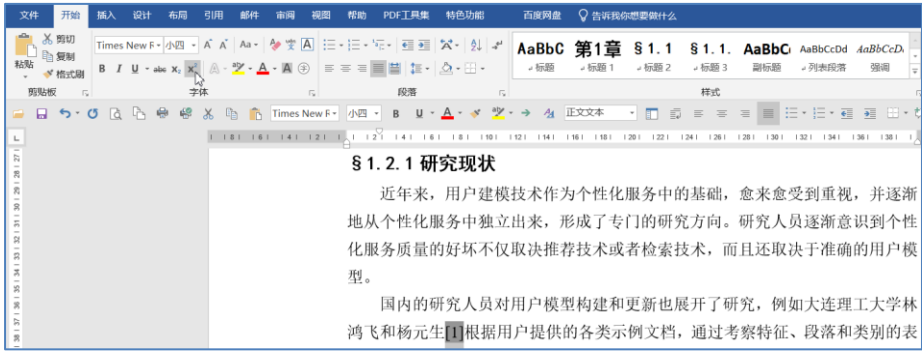 文件 开始 插入 设计 布局 引用 邮件 审阅 视图 帮助 PDF工具集 特色功能 百度网盘 告诉我你想要做什么
剪切
复制
粘贴
格式刷
Times New F 小四 A A Aa
B I U abc X₂ X² A A A
AaBbC 第1章 §1.1 §1.1. AaBbC AaBbCcDd AaBbCcD
标题 标题 1 标题 2 标题 3 副标题 列表段落 强调
剪贴板 字体 段落 样式
Times New F 小四 B U A 正文文本
§1.2.1 研究现状
近年来，用户建模技术作为个性化服务中的基础，愈来愈受到重视，并逐渐
地从个性化服务中独立出来，形成了专门的研究方向。研究人员逐渐意识到个性
化服务质量的好坏不仅取决推荐技术或者检索技术，而且还取决于准确的用户模
型。
国内的研究人员对用户模型构建和更新也展开了研究，例如大连理工大学林
鸿飞和杨元生[1]根据用户提供的各类示例文档，通过考察特征、段落和类别的表